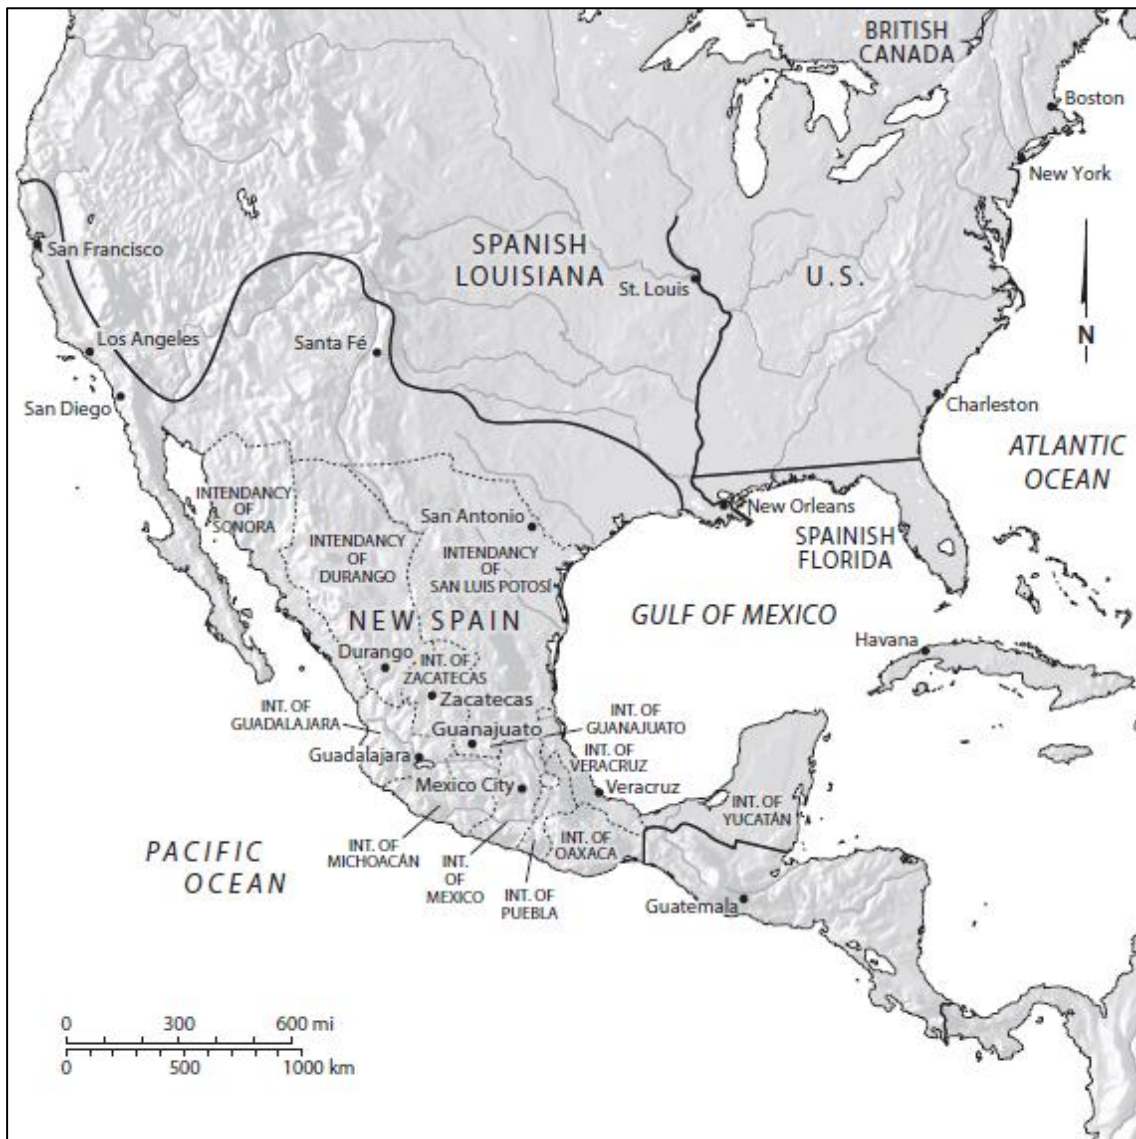 BRITISH
CANADA
Boston
New York
San Francisco
SPANISH
LOUISIANA
St. Louis
U.S.
N
Los Angeles
Santa Fé
San Diego
Charleston
ATLANTIC
OCEAN
INTENDANCY
OF
SONORA
San Antonio
New Orleans
SPAINISH
FLORIDA
INTENDANCY
OF
DURANGO
INTENDANCY
OF
SAN LUIS POTOSÍ
NEW SPAIN
GULF OF MEXICO
Havana
Durango
INT. OF
ZACATECAS
Zacatecas
INT. OF
GUADALAJARA
INT. OF
GUANAJUATO
Guanajuato
Guadalajara
INT. OF
VERACRUZ
Mexico City
Veracruz
INT. OF
YUCATÁN
PACIFIC
OCEAN
INT. OF
MICHOACÁN
INT.
OF
MEXICO
INT. OF
PUEBLA
INT. OF
OAXACA
Guatemala
0 300 600 mi
0 500 1000 km